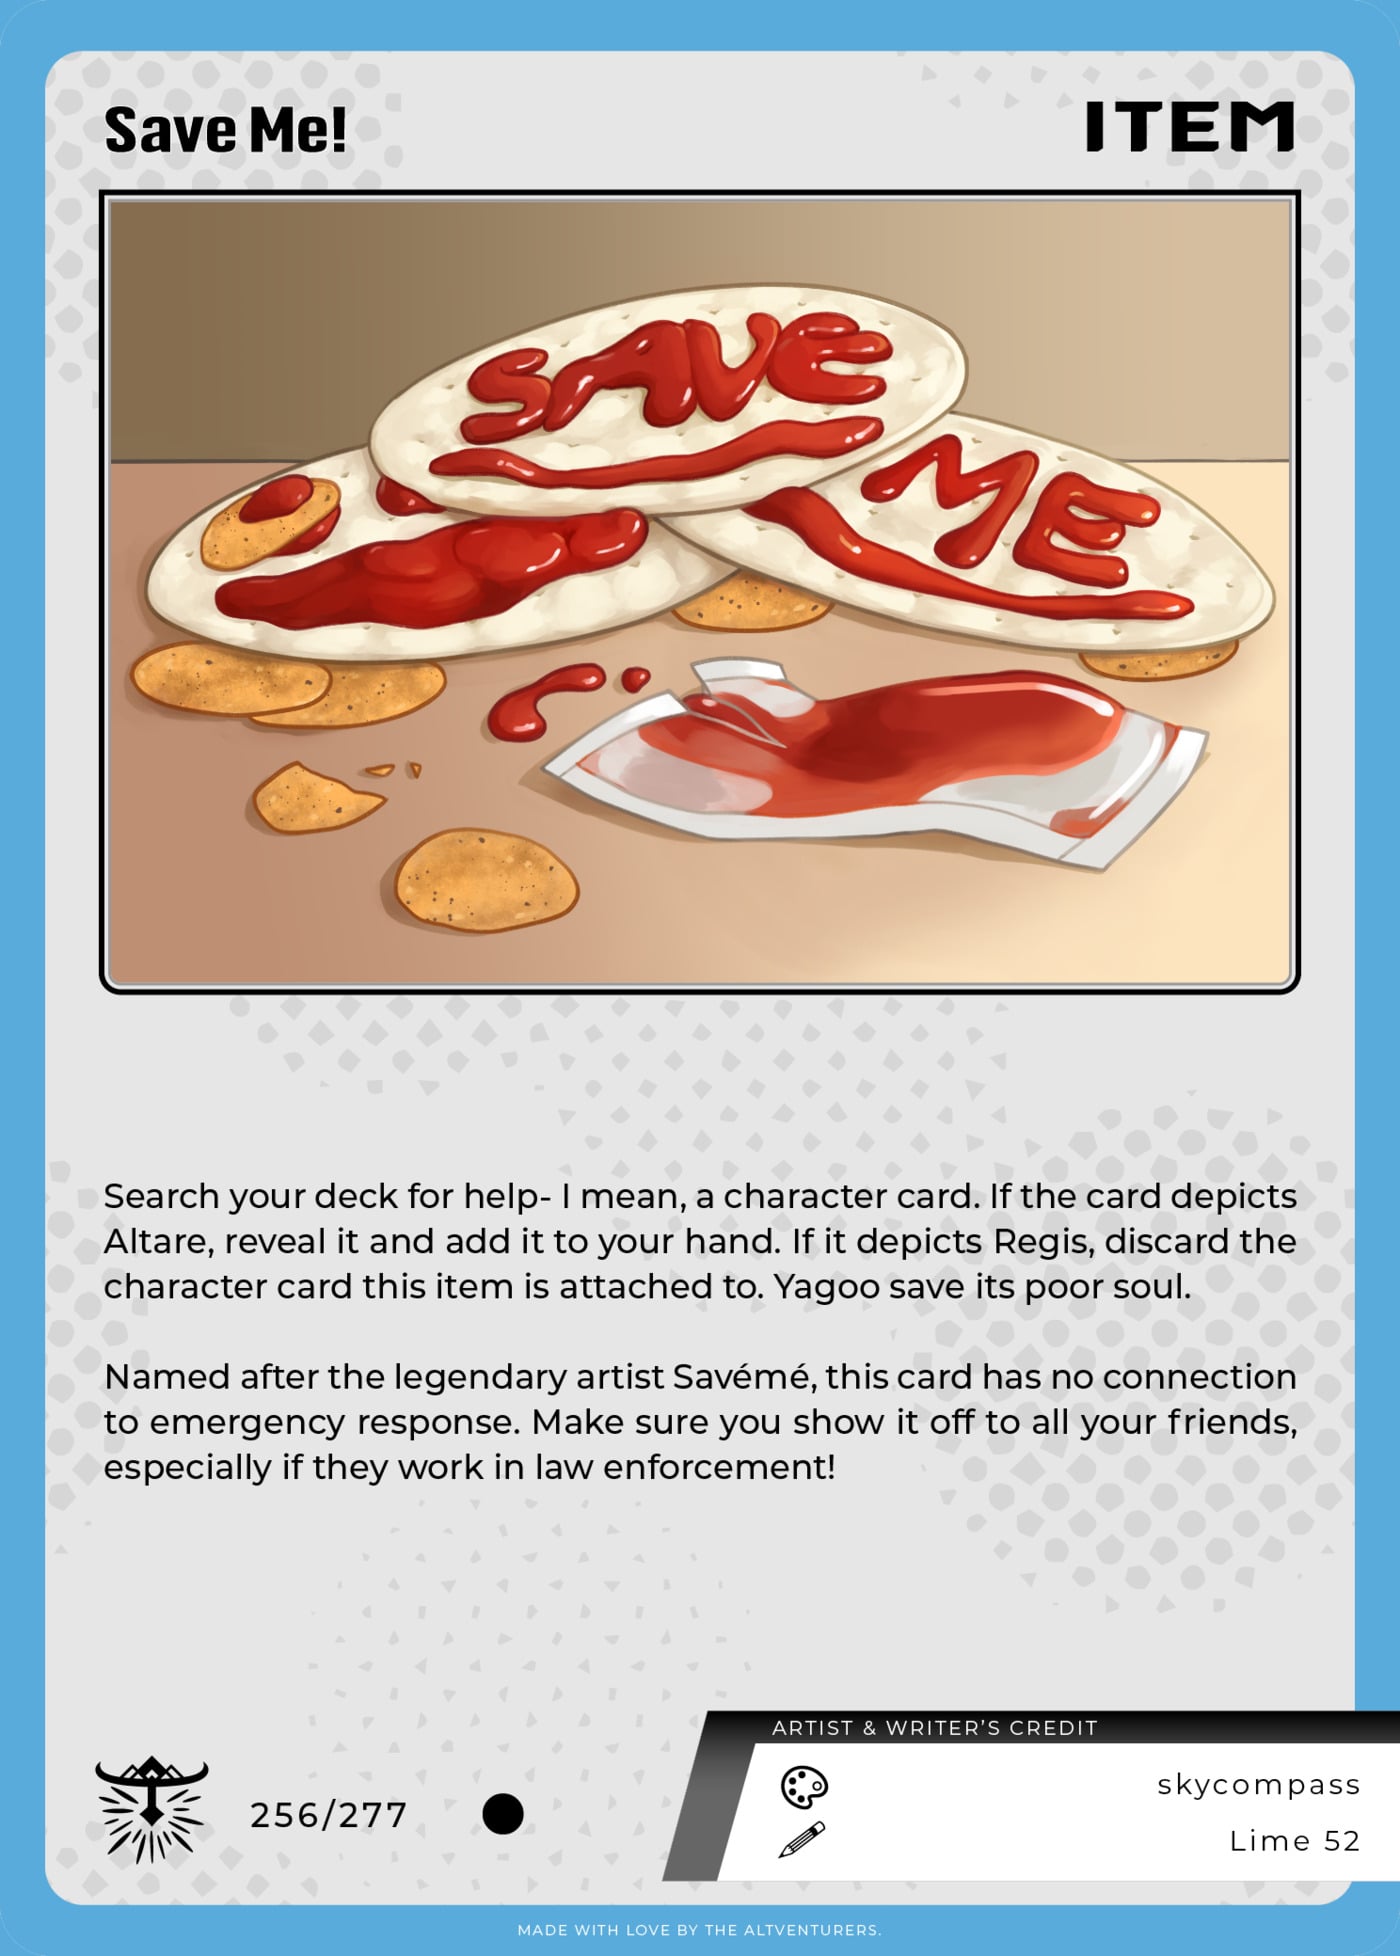 Save Me!
ITEM
SAVE
ME
Search your deck for help- I mean, a character card. If the card depicts
Altare, reveal it and add it to your hand. If it depicts Regis, discard the
character card this item is attached to. Yagoo save its poor soul.
Named after the legendary artist Savémé, this card has no connection
to emergency response. Make sure you show it off to all your friends,
especially if they work in law enforcement!
ARTIST & WRITER'S CREDIT
skycompass
Lime 52
256/277
MADE WITH LOVE BY THE ALTVENTURERS.